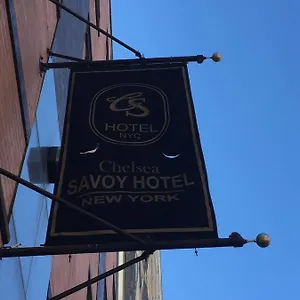 CS
HOTEL
NYC
Chelsea
SAVOY HOTEL
NEW YORK